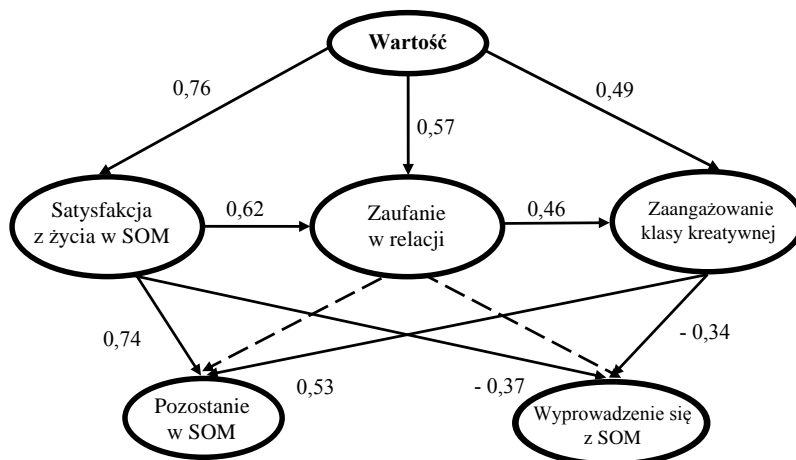 Wartość
0,76
0,57
0,49
Satysfakcja
z życia w SOM
0,62
Zaufanie
w relacji
0,46
Zaangażowanie
klasy kreatywnej
0,74
- 0,34
0,53
- 0,37
Pozostanie
w SOM
Wyprowadzenie się
z SOM